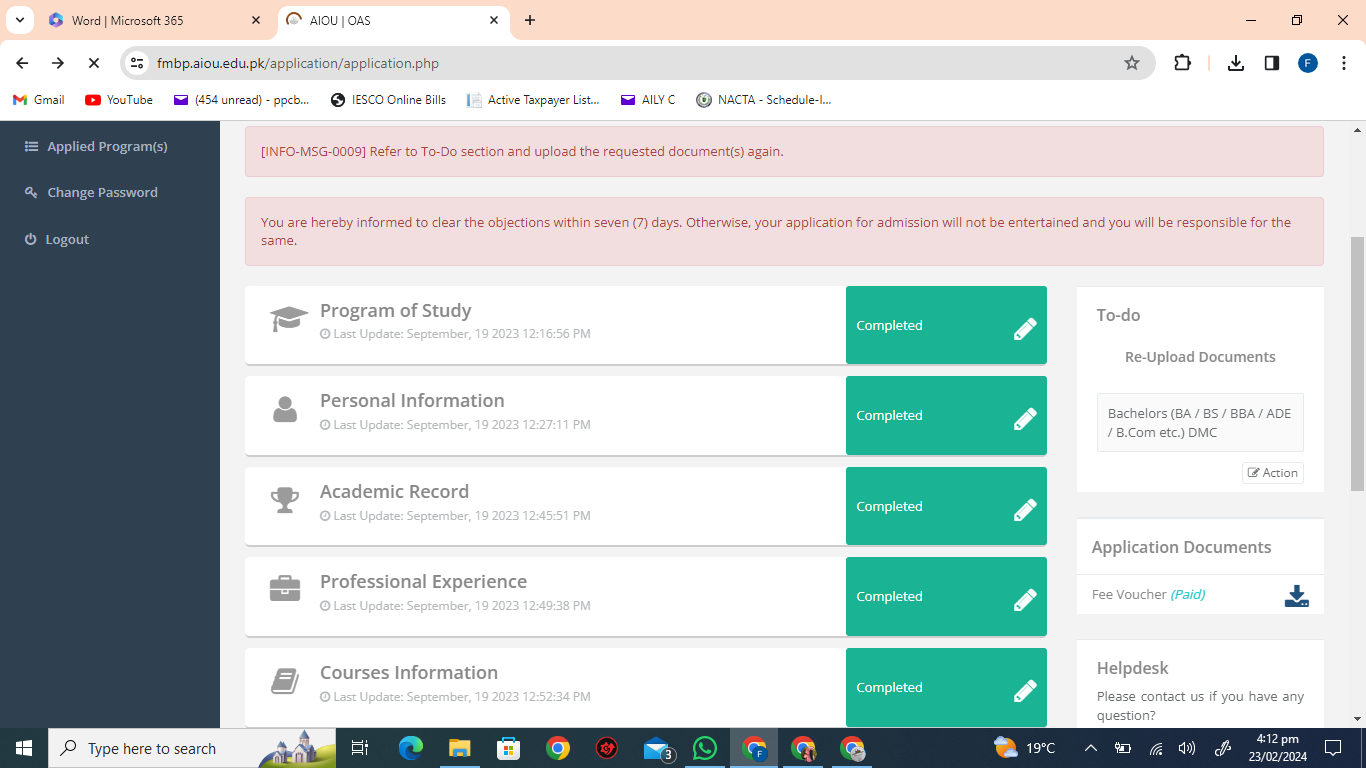 Word | Microsoft 365
AIOU | OAS
fmbp.aiou.edu.pk/application/application.php
F
Gmail
YouTube
(454 unread) - ppcb...
IESCO Online Bills
Active Taxpayer List...
AILY C
NACTA - Schedule-I...
Applied Program(s)
Change Password
Logout
[INFO-MSG-0009] Refer to To-Do section and upload the requested document(s) again.
You are hereby informed to clear the objections within seven (7) days. Otherwise, your application for admission will not be entertained and you will be responsible for the
same.
Program of Study
Last Update: September, 19 2023 12:16:56 PM
Completed
Personal Information
Last Update: September, 19 2023 12:27:11 PM
Completed
Academic Record
Last Update: September, 19 2023 12:45:51 PM
Completed
Professional Experience
Last Update: September, 19 2023 12:49:38 PM
Completed
Courses Information
Last Update: September, 19 2023 12:52:34 PM
Completed
To-do
Re-Upload Documents
Bachelors (BA / BS / BBA / ADE
/ B.Com etc.) DMC
Action
Application Documents
Fee Voucher (Paid)
Helpdesk
Please contact us if you have any
question?
Type here to search
3
F
19°C
4:12 pm
23/02/2024